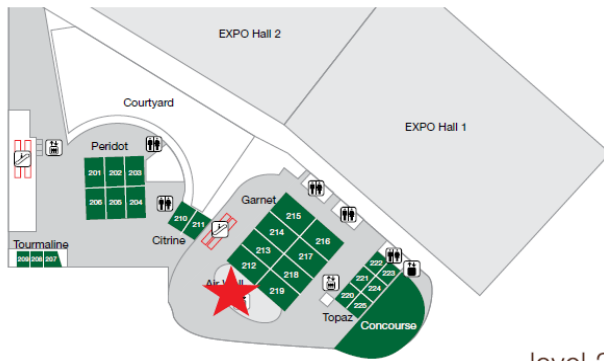 EXPO Hall 2
EXPO Hall 1
Courtyard
Peridot
201 202 203
206 205 204
210 211
Citrine
Tourmaline
209 208 207
Garnet
215
214 216
213 217
212 218
219
Air
222
221 223
220 224
225
Topaz
Concourse
level